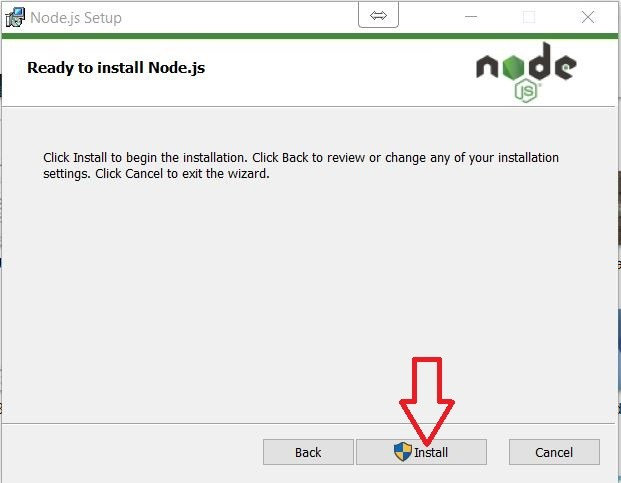 Node.js Setup
Ready to install Node.js
node
JS
Click Install to begin the installation. Click Back to review or change any of your installation
settings. Click Cancel to exit the wizard.
Back
Install
Cancel